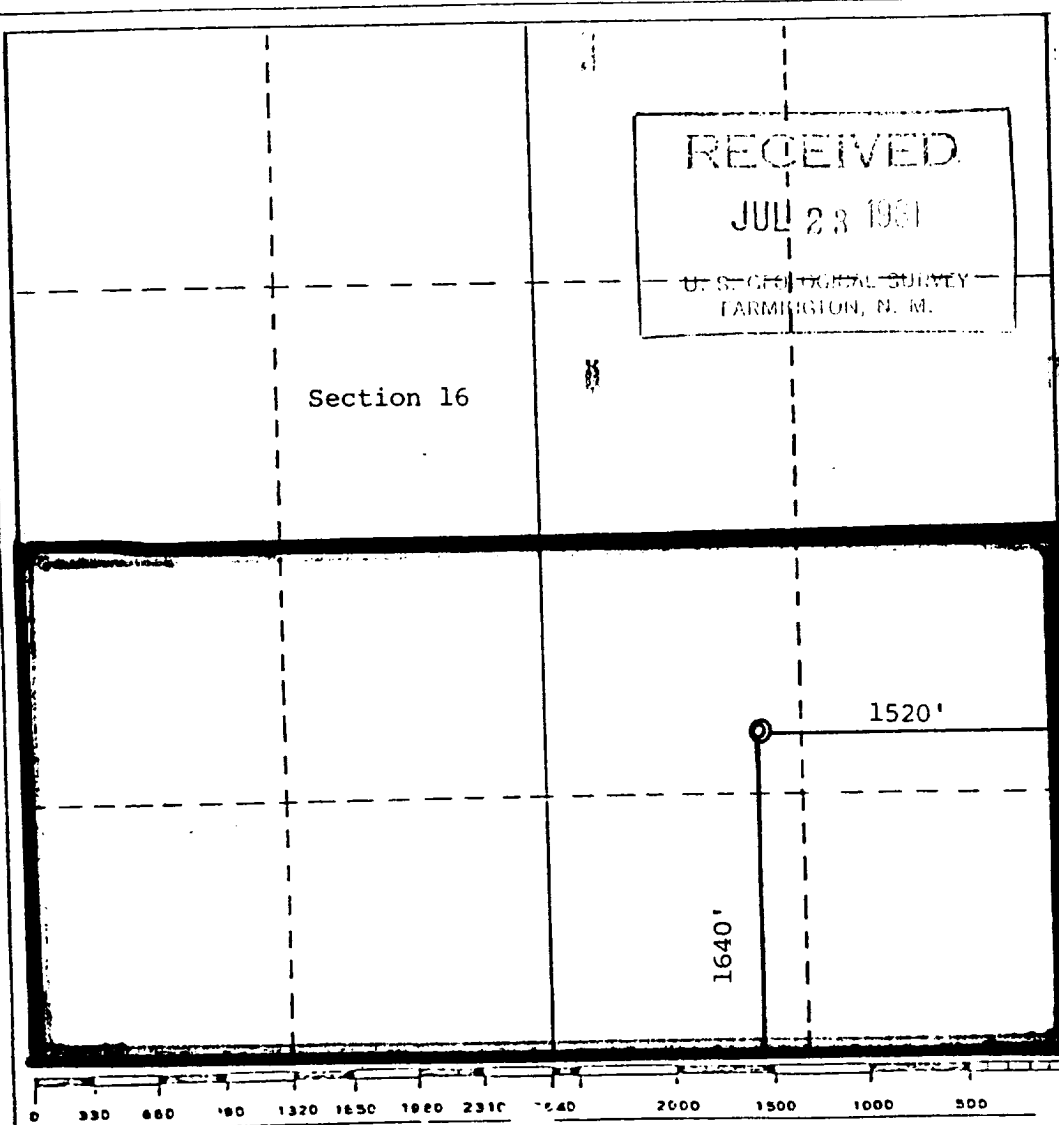 RECEIVED
JUL 23 1981
U. S. GEOLOGICAL SURVEY
FARMINGTON, N. M.
Section 16
1520'
1640'
0 330 660 1320 1650 1980 2310 2000 1500 1000 500